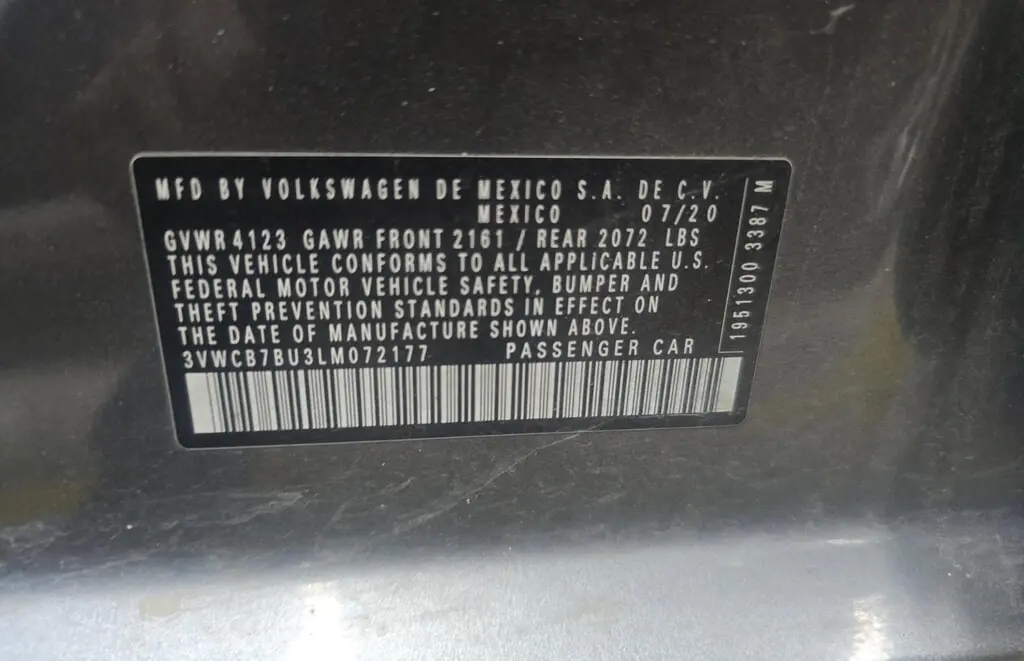 MFD BY VOLKSWAGEN DE MEXICO S.A. DE C.V.
MEXICO 07/20
GVWR 4123 GAWR FRONT 2161 / REAR 2072 LBS
THIS VEHICLE CONFORMS TO ALL APPLiCABLE U.S.
FEDERAL MOTOR VEHICLE SAFETY, BUMPER AND
THEFT PREVENTION STANDARDS IN EFFECT ON
THE DATE OF MANUFACTURE SHOWN ABOVE.
3VWCB7BU3LM072177 PASSENGER CAR
1951300 3387 M